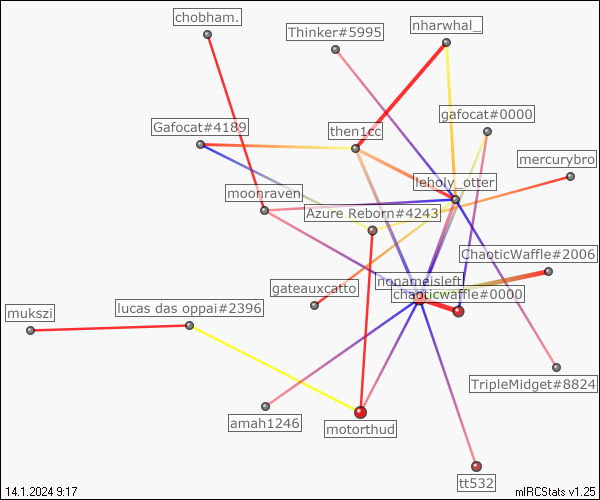 chobham.
nharwhal_
Thinker#5995
gafocat#0000
Gafocat#4189
then1cc
mercurybro
leholy_otter
moonraven
Azure Reborn#4243
ChaoticWaffle#2006
nonameisleft
gateauxcatto
chaoticwaffle#0000
lucas das oppai#2396
mukszi
TripleMidget#8824
amah1246
motorthud
tt532
14.1.2024 9:17
mIRCStats v1.25